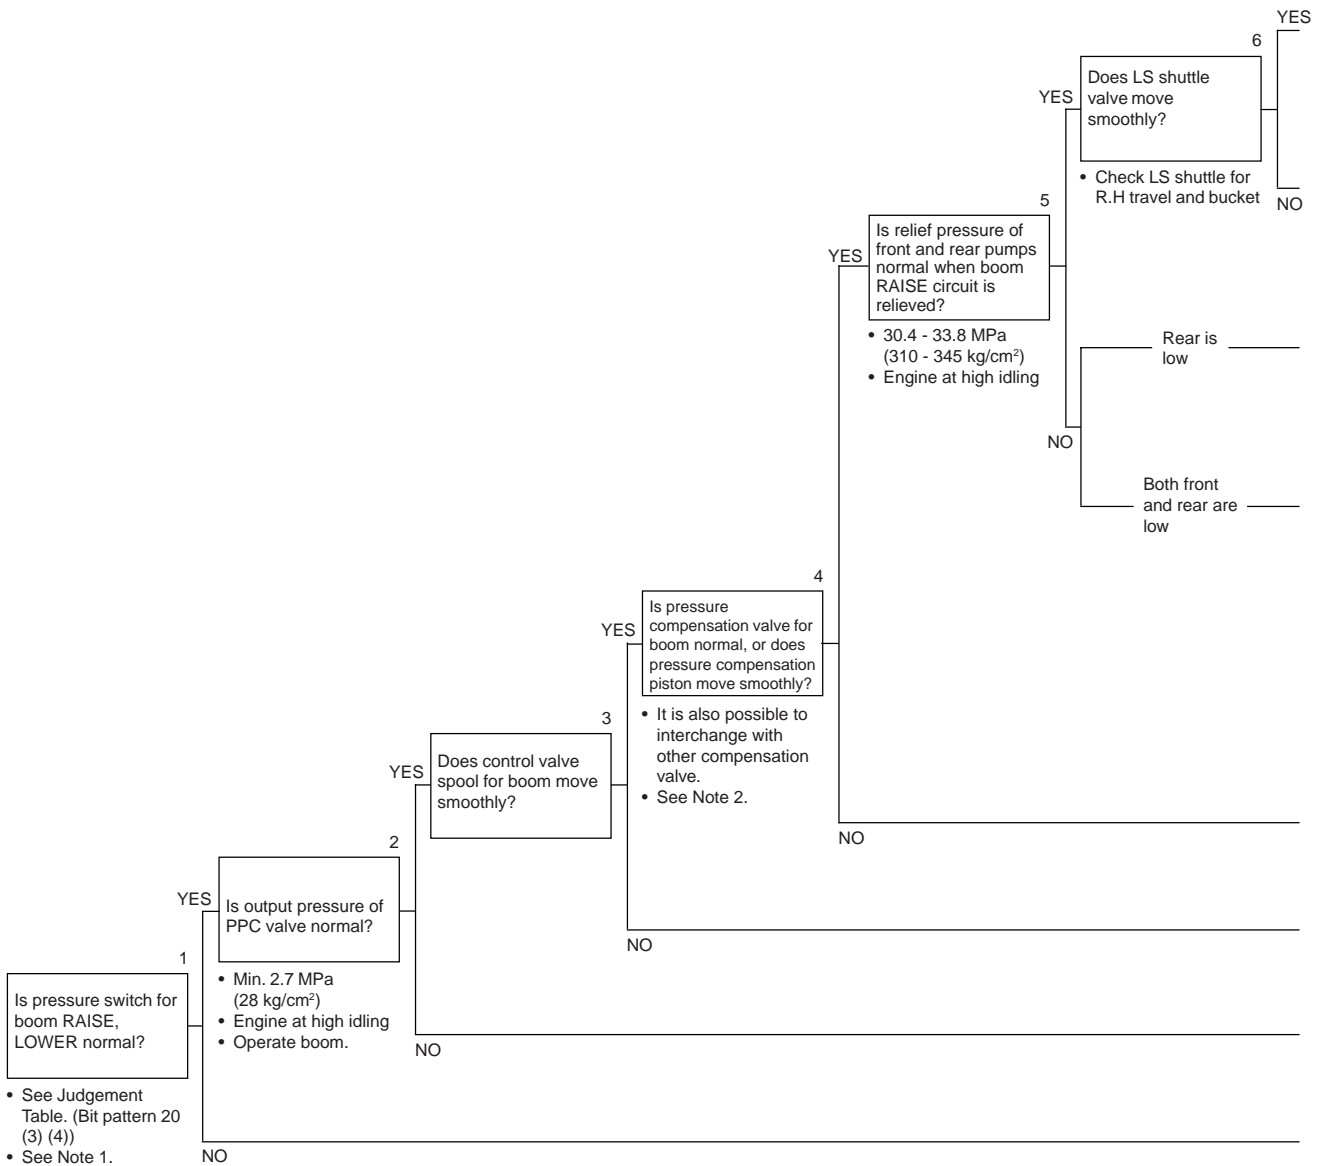 YES
6
Does LS shuttle
valve move
smoothly?
YES
• Check LS shuttle for
R.H travel and bucket
NO
5
Is relief pressure of
front and rear pumps
normal when boom
RAISE circuit is
relieved?
YES
• 30.4 - 33.8 MPa
(310 - 345 kg/cm²)
• Engine at high idling
Rear is
low
NO
Both front
and rear are
low
4
Is pressure
compensation valve for
boom normal, or does
pressure compensation
piston move smoothly?
YES
• It is also possible to
interchange with
other compensation
valve.
• See Note 2.
NO
3
Does control valve
spool for boom move
smoothly?
YES
NO
2
Is output pressure of
PPC valve normal?
YES
• Min. 2.7 MPa
(28 kg/cm²)
• Engine at high idling
• Operate boom.
NO
1
Is pressure switch for
boom RAISE,
LOWER normal?
• See Judgement
Table. (Bit pattern 20
(3) (4))
• See Note 1.
NO